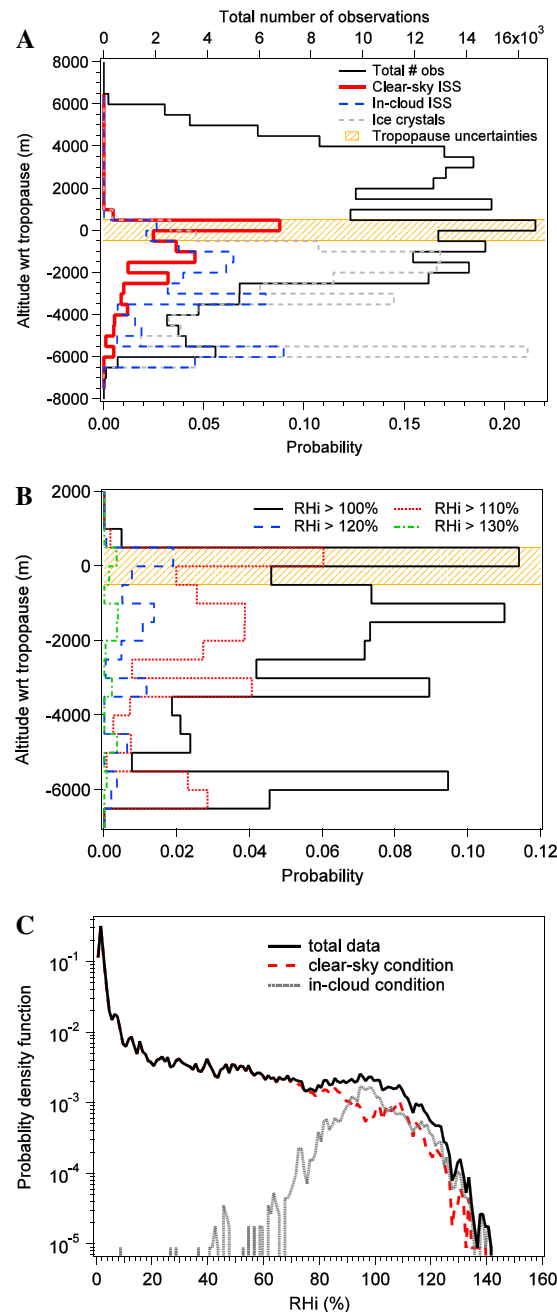 A
Total number of observations
0 2 4 6 8 10 12 14 16x10³
Total # obs
Clear-sky ISS
In-cloud ISS
Ice crystals
Tropopause uncertainties
Altitude wrt tropopause (m)
8000
6000
4000
2000
0
-2000
-4000
-6000
-8000
0.00 0.05 0.10 0.15 0.20
Probability
B
RHi > 100% RHi > 110%
RHi > 120% RHi > 130%
Altitude wrt tropopause (m)
2000
0
-2000
-4000
-6000
0.00 0.02 0.04 0.06 0.08 0.10 0.12
Probability
C
total data
clear-sky condition
in-cloud condition
Probablity density function
10⁻¹
10⁻²
10⁻³
10⁻⁴
10⁻⁵
0 20 40 60 80 100 120 140 160
RHi (%)